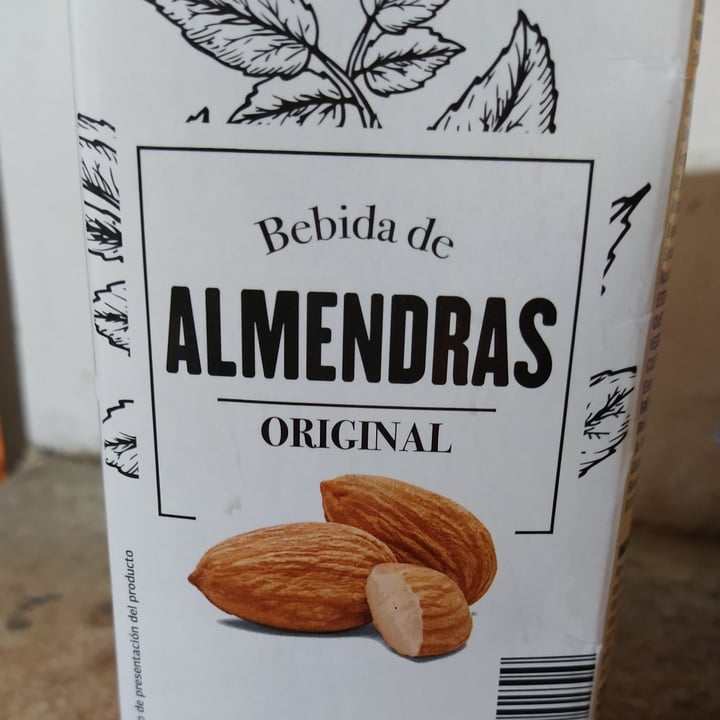 Bebida de
ALMENDRAS
ORIGINAL
de presentación del producto